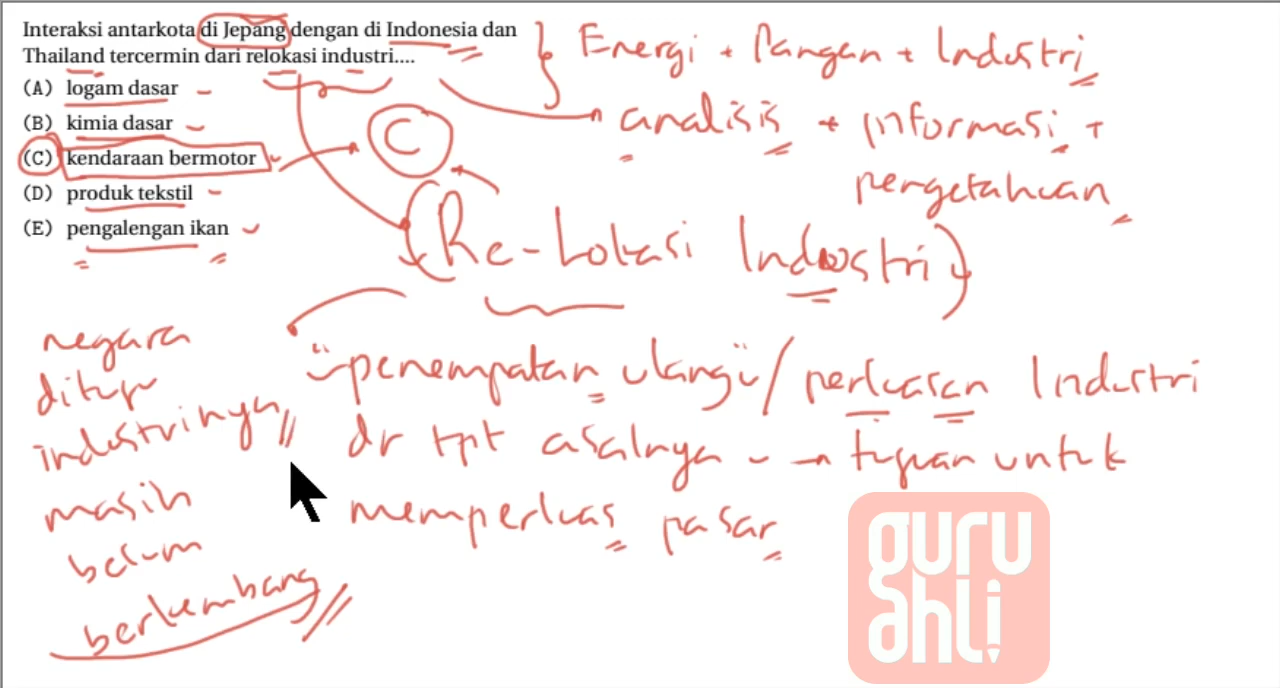 Interaksi antarkota di Jepang dengan di Indonesia dan
Thailand tercermin dari relokasi industri....
(A) logam dasar
(B) kimia dasar
(C) kendaraan bermotor
(D) produk tekstil
(E) pengalengan ikan
Energi + Pangan + Industri
analisis + informasi +
pengetahuan
C
(Re-Lokasi Industri)
"penempatan ulang"/perluasan Industri
dr tpt asalnya → tujuan untuk
memperluas pasar
negara
dituju
industrinya
masih
belum
berkembang
guru
ahli